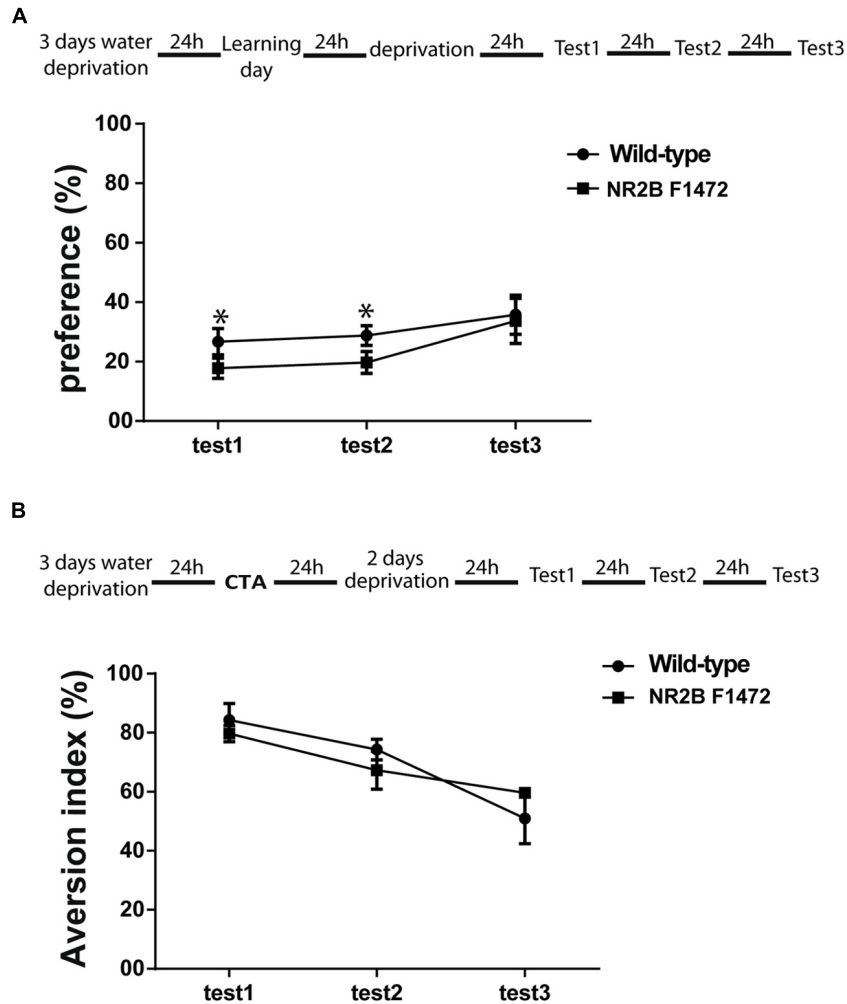 A
3 days water deprivation 24h Learning day 24h deprivation 24h Test1 24h Test2 24h Test3
100
80
60
40
20
00
preference (%)
Wild-type
NR2B F1472
*
*
test1 test2 test3
B
3 days water deprivation 24h CTA 24h 2 days deprivation 24h Test1 24h Test2 24h Test3
100
80
60
40
20
00
Aversion index (%)
Wild-type
NR2B F1472
test1 test2 test3